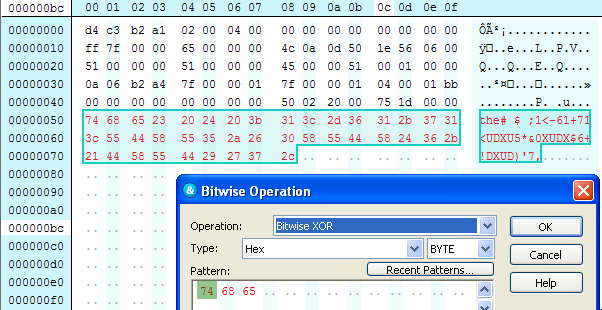 000000bc 00 01 02 03 04 05 06 07 08 09 0a 0b 0c 0d 0e 0f
00000000 d4 c3 b2 a1 02 00 04 00 00 00 00 00 00 00 00 00 ÔÃ²¡............
00000010 ff 7f 00 00 65 00 00 00 4c 0a 0d 50 1e 56 06 00 ÿ□..e...L..P.V..
00000020 51 00 00 00 51 00 00 00 45 00 00 51 00 01 00 00 Q...Q...E..Q....
00000030 0a 06 b2 a4 7f 00 00 01 7f 00 00 01 04 00 01 bb ..²¤□...□......»
00000040 00 00 00 00 00 00 00 00 50 02 20 00 75 1d 00 00 ........P. .u...
00000050 74 68 65 23 20 24 20 3b 31 3c 2d 36 31 2b 37 31 the# $ ;1<-61+71
00000060 3c 55 44 58 55 35 2a 26 30 58 55 44 58 24 36 2b <UDXU5*&0XUDX$6+
00000070 21 44 58 55 44 29 27 37 2c .. .. .. .. .. .. .. !DXUD)'7,.......
00000080 .. .. .. .. .. .. .. .. .. .. .. .. .. .. .. .. ................
00000090
000000a0
000000bc
000000c0
000000d0
000000e0
000000f0
Bitwise Operation
Operation: Bitwise XOR OK
Type: Hex BYTE Cancel
Pattern: Recent Patterns... Help
74 68 65 .. .. .. .. .. .. .. .. ..